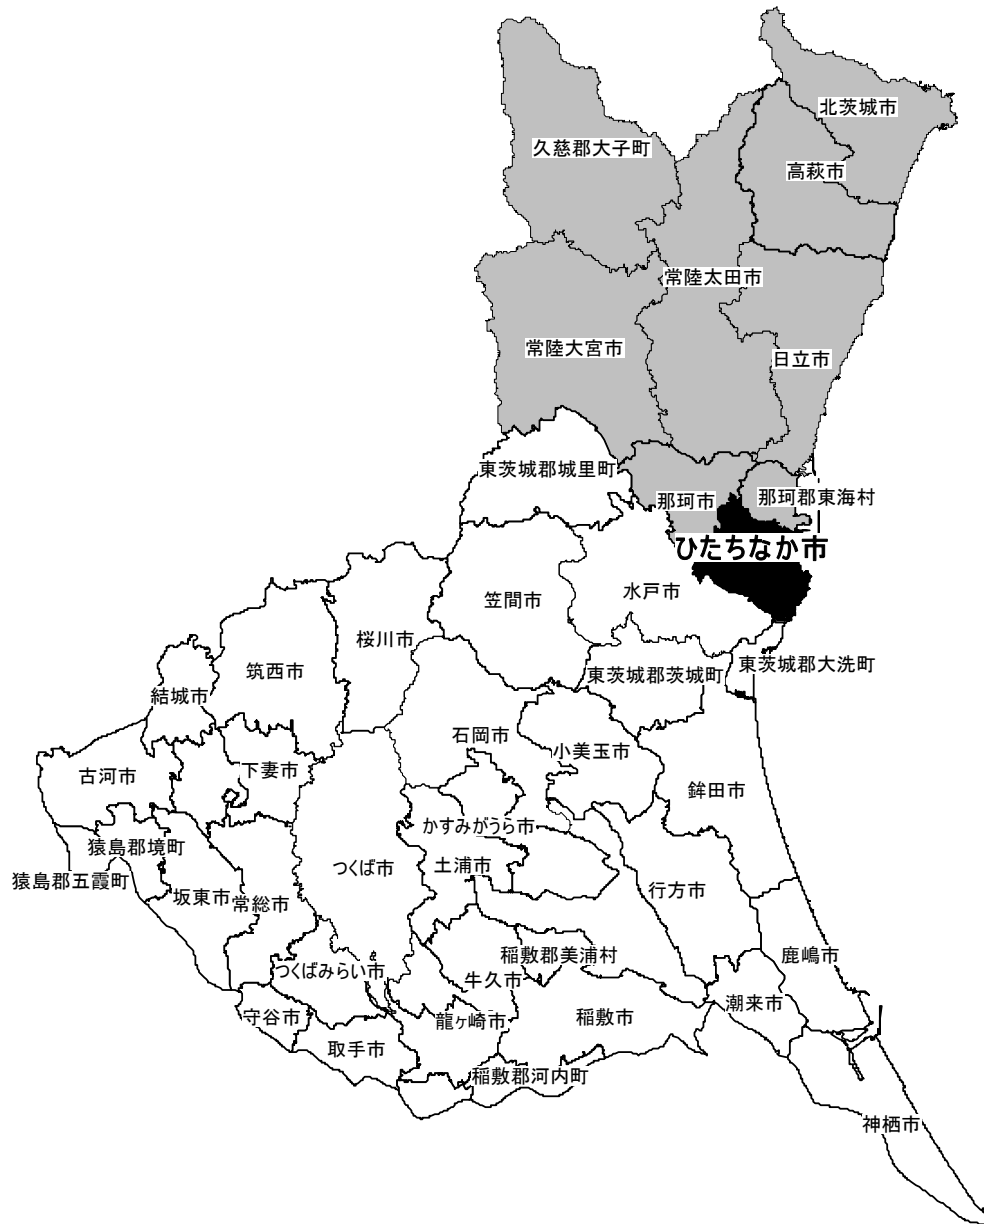 北茨城市
久慈郡大子町
高萩市
常陸太田市
常陸大宮市
日立市
東茨城郡城里町
那珂市
那珂郡東海村
ひたちなか市
水戸市
笠間市
桜川市
東茨城郡大洗町
筑西市
東茨城郡茨城町
結城市
石岡市
小美玉市
下妻市
古河市
鉾田市
かすみがうら市
猿島郡境町
つくば市
土浦市
猿島郡五霞町
行方市
坂東市
常総市
稲敷郡美浦村
鹿嶋市
つくばみらい市
牛久市
潮来市
守谷市
龍ヶ崎市
稲敷市
取手市
稲敷郡河内町
神栖市